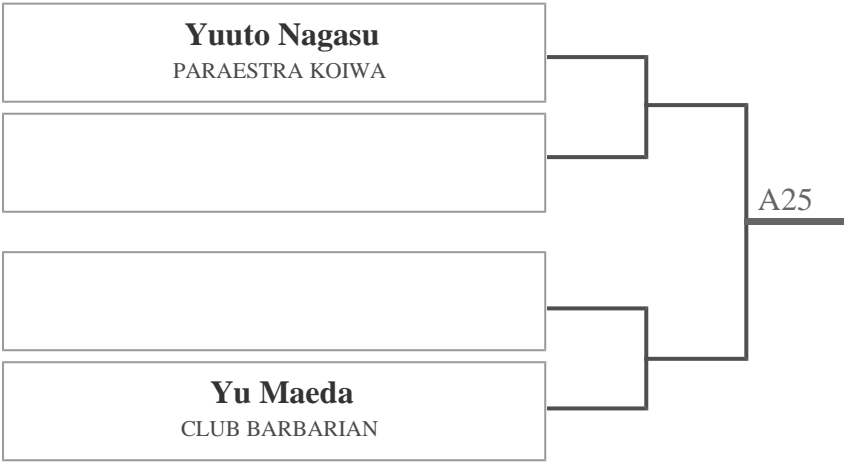 Yuuto Nagasu
PARAESTRA KOIWA
A25
Yu Maeda
CLUB BARBARIAN